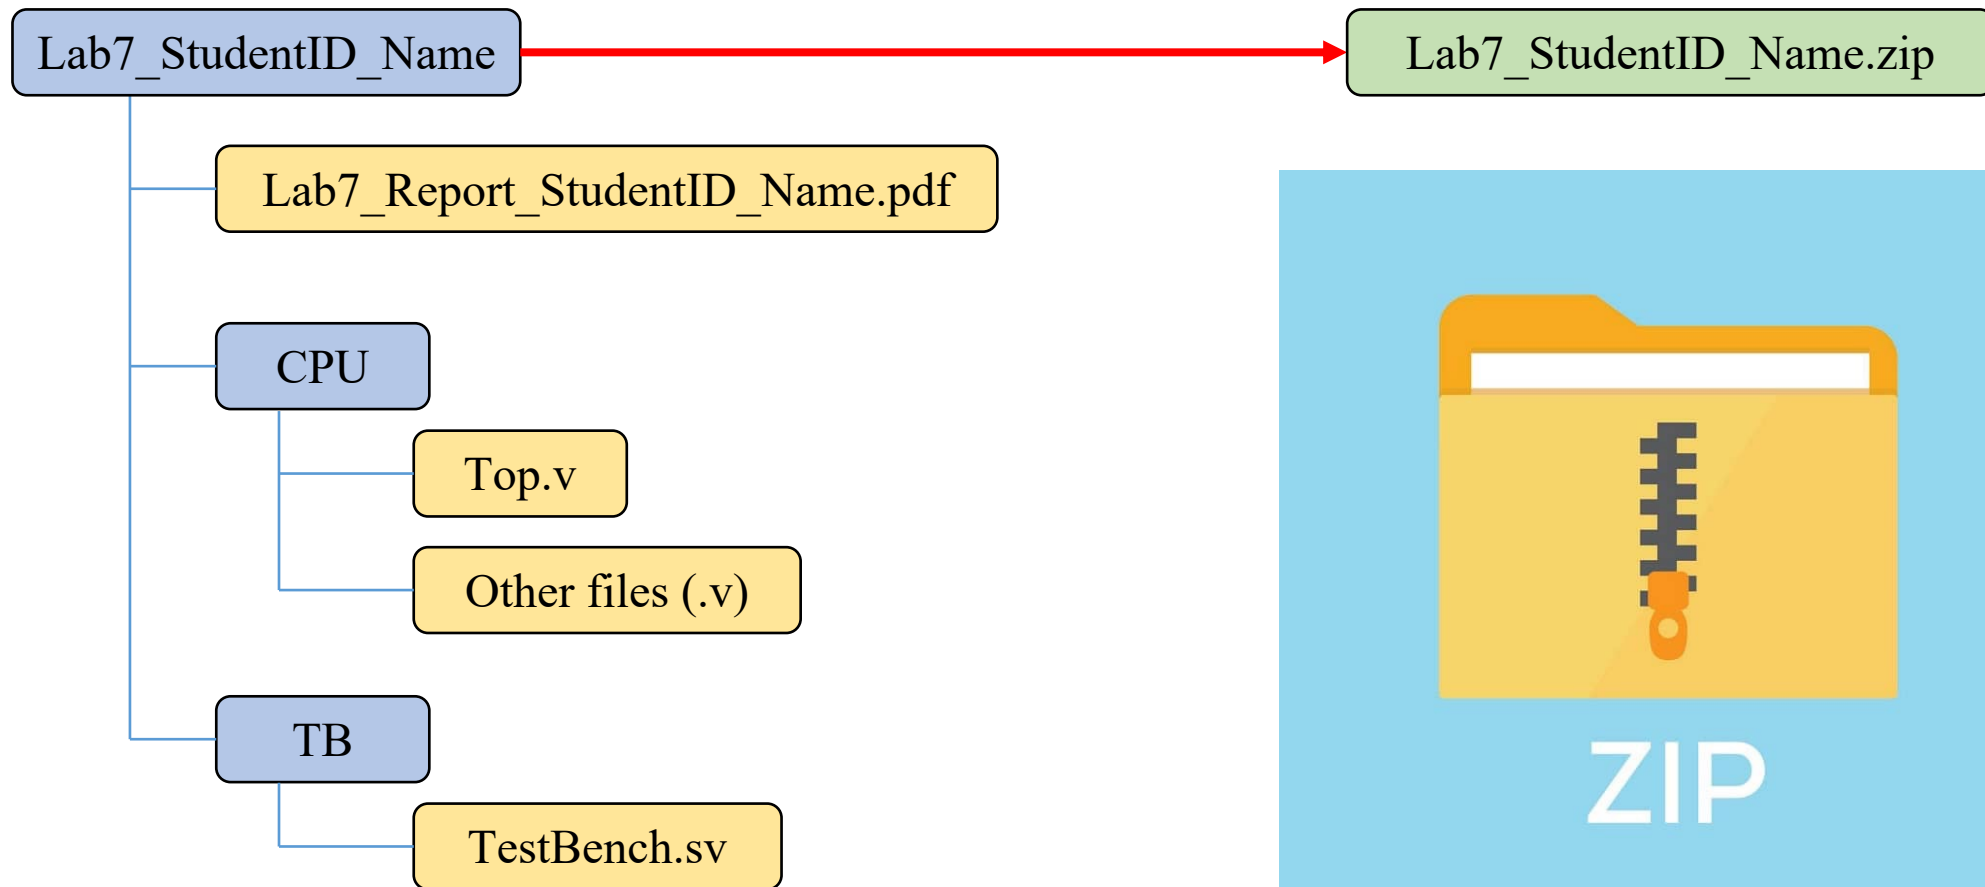 Lab7_StudentID_Name
Lab7_StudentID_Name.zip
Lab7_Report_StudentID_Name.pdf
CPU
Top.v
Other files (.v)
TB
TestBench.sv
ZIP